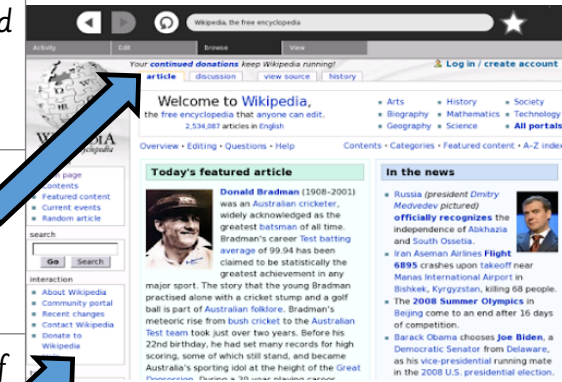 d
Wikipedia, the free encyclopedia
Activity Edit Browse View
Your continued donations keep Wikipedia running!
Log in / create account
article discussion view source history
Welcome to Wikipedia,
the free encyclopedia that anyone can edit.
2,534,087 articles in English
Arts History Society
Biography Mathematics Technology
Geography Science All portals
Overview · Editing · Questions · Help
Contents · Categories · Featured content · A-Z index
page
Contents
Featured content
Current events
Random article
search
Go Search
interaction
About Wikipedia
Community portal
Recent changes
Contact Wikipedia
Donate to
Wikipedia
Today's featured article
Donald Bradman (1908–2001)
was an Australian cricketer,
widely acknowledged as the
greatest batsman of all time.
Bradman's career Test batting
average of 99.94 has been
claimed to be statistically the
greatest achievement in any
major sport. The story that the young Bradman
practised alone with a cricket stump and a golf
ball is part of Australian folklore. Bradman's
meteoric rise from bush cricket to the Australian
Test team took just over two years. Before his
22nd birthday, he had set many records for high
scoring, some of which still stand, and became
Australia's sporting idol at the height of the Great
Depression. During a 20-year playing career
In the news
Russia (president Dmitry
Medvedev pictured)
officially recognizes the
independence of Abkhazia
and South Ossetia.
Iran Aseman Airlines Flight
6895 crashes upon takeoff near
Manas International Airport in
Bishkek, Kyrgyzstan, killing 68 people.
The 2008 Summer Olympics in
Beijing come to an end after 16 days
of competition.
Barack Obama chooses Joe Biden, a
Democratic Senator from Delaware,
as his vice-presidential running mate
in the 2008 U.S. presidential election.
f